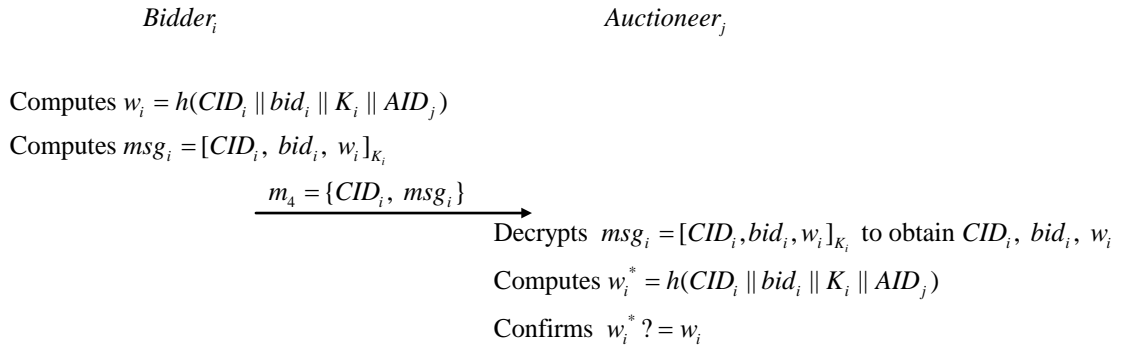 Bidder_i Auctioneer_j
Computes w_i = h(CID_i || bid_i || K_i || AID_j)
Computes msg_i = [CID_i, bid_i, w_i]_{K_i}
m_4 = {CID_i, msg_i}
Decrypts msg_i = [CID_i, bid_i, w_i]_{K_i} to obtain CID_i, bid_i, w_i
Computes w_i^* = h(CID_i || bid_i || K_i || AID_j)
Confirms w_i^* ? = w_i